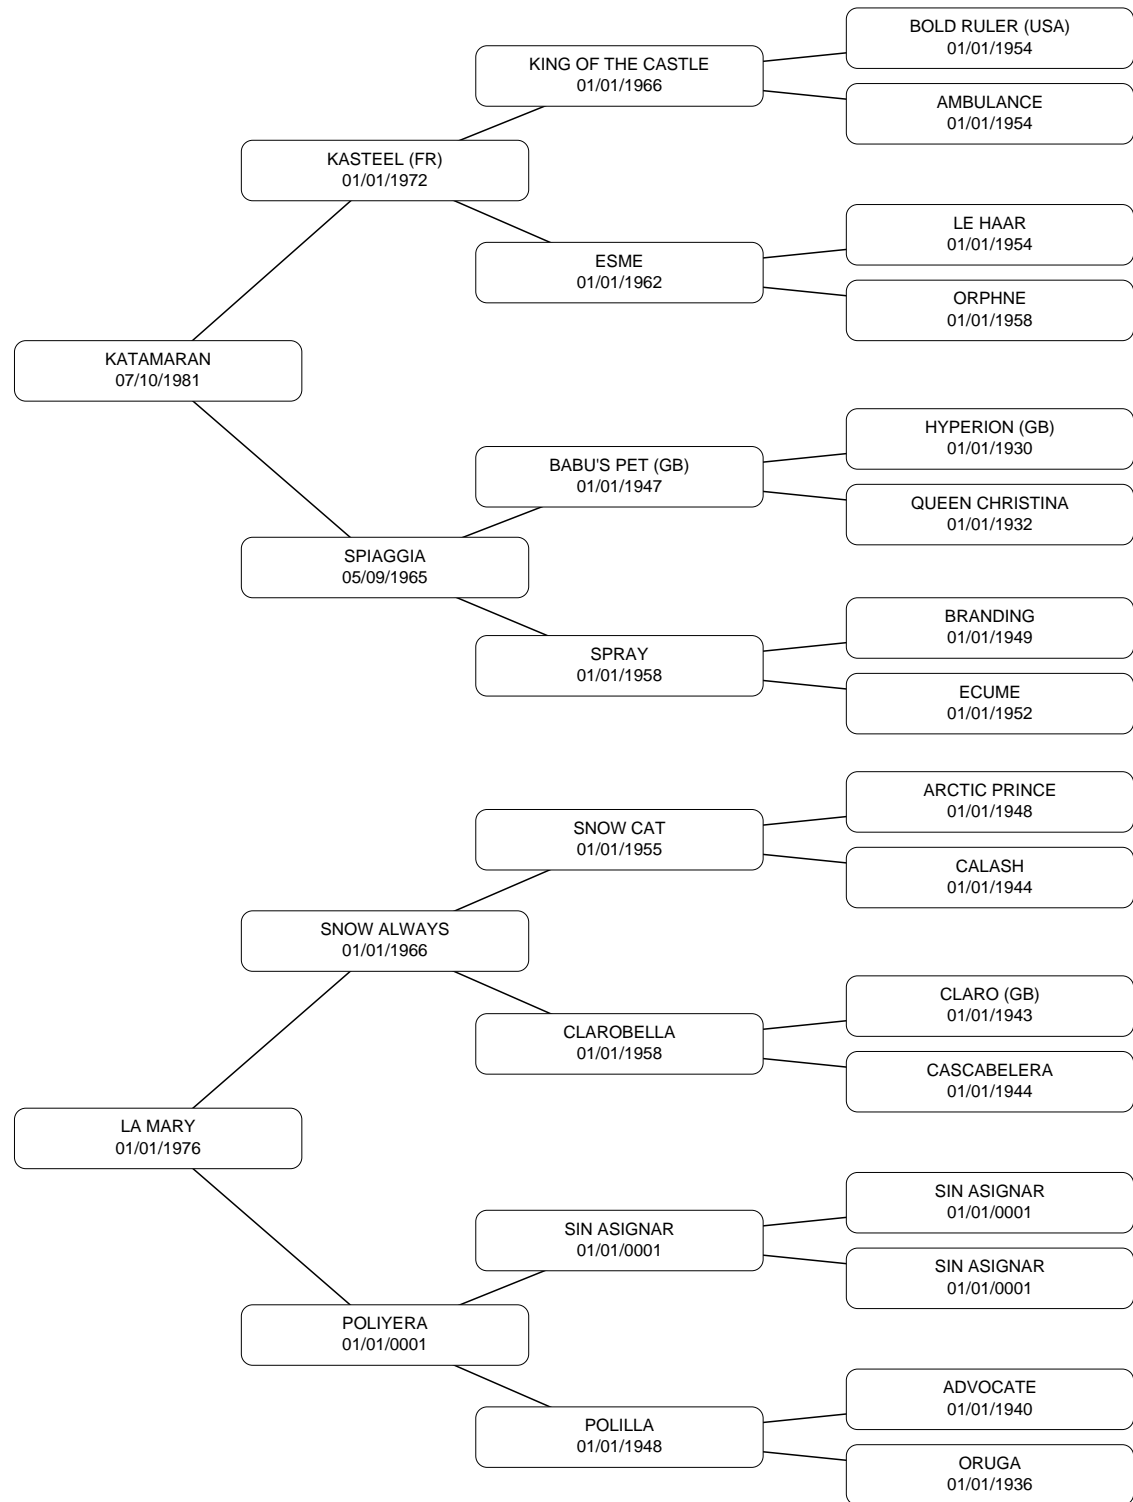 BOLD RULER (USA)
01/01/1954
KING OF THE CASTLE
01/01/1966
AMBULANCE
01/01/1954
KASTEEL (FR)
01/01/1972
LE HAAR
01/01/1954
ESME
01/01/1962
ORPHNE
01/01/1958
KATAMARAN
07/10/1981
HYPERION (GB)
01/01/1930
BABU'S PET (GB)
01/01/1947
QUEEN CHRISTINA
01/01/1932
SPIAGGIA
05/09/1965
BRANDING
01/01/1949
SPRAY
01/01/1958
ECUME
01/01/1952
ARCTIC PRINCE
01/01/1948
SNOW CAT
01/01/1955
CALASH
01/01/1944
SNOW ALWAYS
01/01/1966
CLARO (GB)
01/01/1943
CLAROBELLA
01/01/1958
CASCABELERA
01/01/1944
LA MARY
01/01/1976
SIN ASIGNAR
01/01/0001
SIN ASIGNAR
01/01/0001
SIN ASIGNAR
01/01/0001
POLIYERA
01/01/0001
ADVOCATE
01/01/1940
POLILLA
01/01/1948
ORUGA
01/01/1936